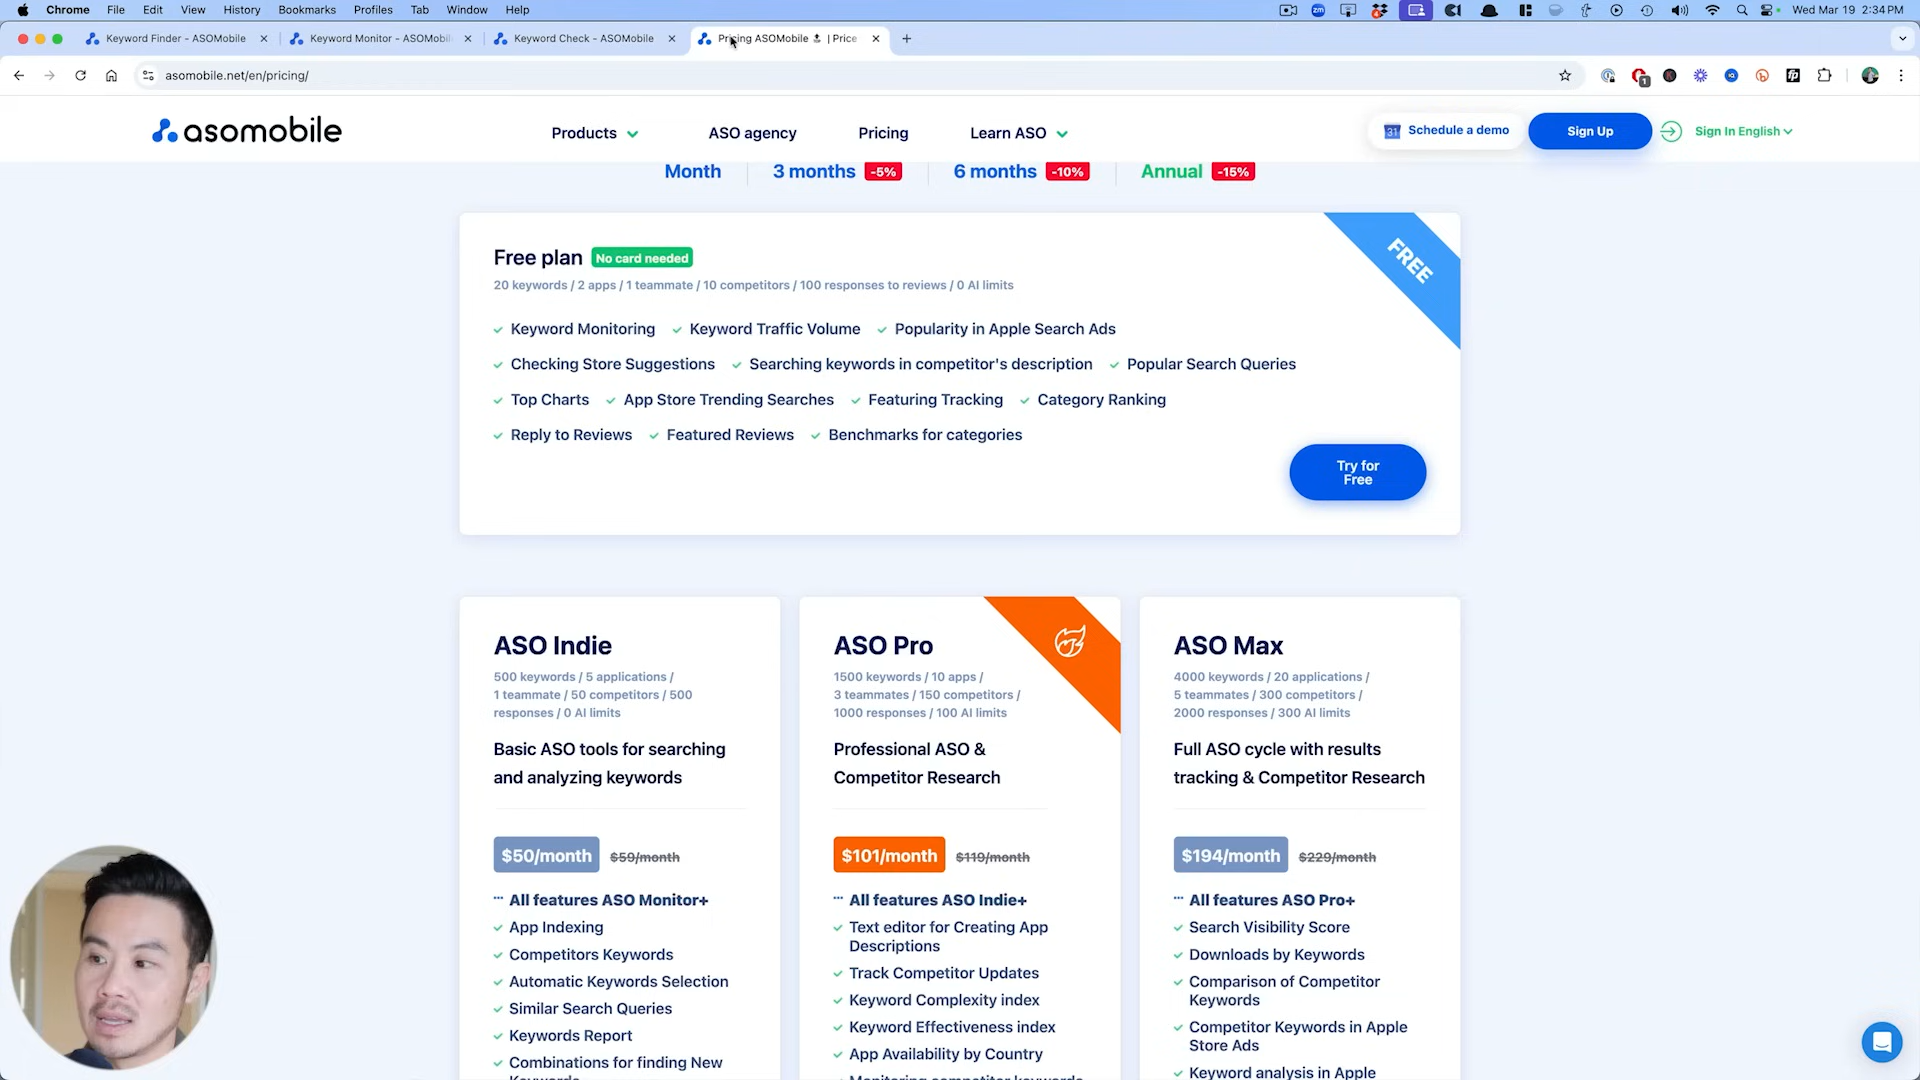 Chrome File Edit View History Bookmarks Profiles Tab Window Help Wed Mar 19 2:34PM
Keyword Finder - ASOMobile Keyword Monitor - ASOMobil Keyword Check - ASOMobile Pricing ASOMobile | Price
asomobile.net/en/pricing/
asomobile Products ASO agency Pricing Learn ASO Schedule a demo Sign Up Sign In English
Month 3 months -5% 6 months -10% Annual -15%
Free plan No card needed
FREE
20 keywords / 2 apps / 1 teammate / 10 competitors / 100 responses to reviews / 0 AI limits
Keyword Monitoring Keyword Traffic Volume Popularity in Apple Search Ads
Checking Store Suggestions Searching keywords in competitor's description Popular Search Queries
Top Charts App Store Trending Searches Featuring Tracking Category Ranking
Reply to Reviews Featured Reviews Benchmarks for categories
Try for
Free
ASO Indie
500 keywords / 5 applications /
1 teammate / 50 competitors / 500
responses / 0 AI limits
Basic ASO tools for searching
and analyzing keywords
$50/month $59/month
All features ASO Monitor+
App Indexing
Competitors Keywords
Automatic Keywords Selection
Similar Search Queries
Keywords Report
Combinations for finding New
Keywords
ASO Pro
1500 keywords / 10 apps /
3 teammates / 150 competitors /
1000 responses / 100 AI limits
Professional ASO &
Competitor Research
$101/month $119/month
All features ASO Indie+
Text editor for Creating App
Descriptions
Track Competitor Updates
Keyword Complexity index
Keyword Effectiveness index
App Availability by Country
Monitoring competitor keywords
ASO Max
4000 keywords / 20 applications /
5 teammates / 300 competitors /
2000 responses / 300 AI limits
Full ASO cycle with results
tracking & Competitor Research
$194/month $229/month
All features ASO Pro+
Search Visibility Score
Downloads by Keywords
Comparison of Competitor
Keywords
Competitor Keywords in Apple
Store Ads
Keyword analysis in Apple